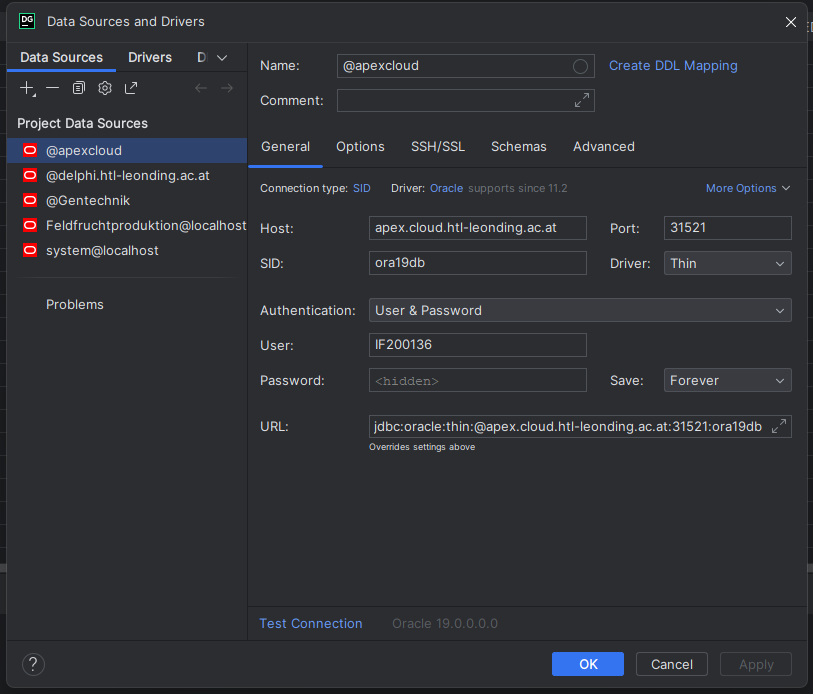 DG Data Sources and Drivers
Data Sources Drivers D
Project Data Sources
@apexcloud
@delphi.htl-leonding.ac.at
@Gentechnik
Feldfruchtproduktion@localhost
system@localhost
Problems
Name: @apexcloud Create DDL Mapping
Comment:
General Options SSH/SSL Schemas Advanced
Connection type: SID Driver: Oracle supports since 11.2 More Options
Host: apex.cloud.htl-leonding.ac.at Port: 31521
SID: ora19db Driver: Thin
Authentication: User & Password
User: IF200136
Password: <hidden> Save: Forever
URL: jdbc:oracle:thin:@apex.cloud.htl-leonding.ac.at:31521:ora19db
Overrides settings above
Test Connection Oracle 19.0.0.0.0
? OK Cancel Apply